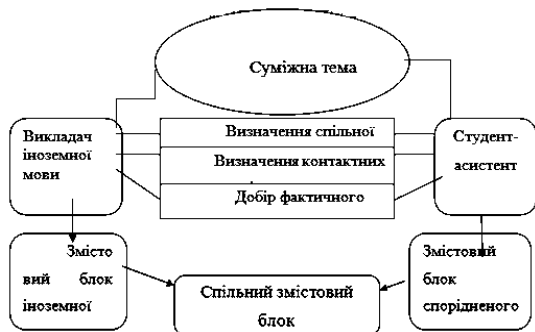 Суміжна тема
Викладач
іноземної
мови
Визначення спільної
Визначення контактних
Добір фактичного
Студент-
асистент
Змісто
вий блок
іноземної
Спільний змістовий
блок
Змістовий
блок
спорідненого